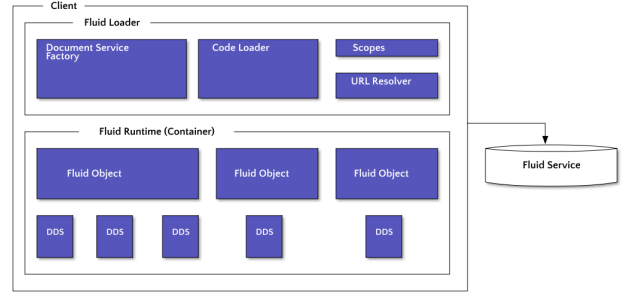 Client
Fluid Loader
Document Service
Factory
Code Loader
Scopes
URL Resolver
Fluid Runtime (Container)
Fluid Object
Fluid Object
Fluid Object
DDS
DDS
DDS
DDS
DDS
Fluid Service